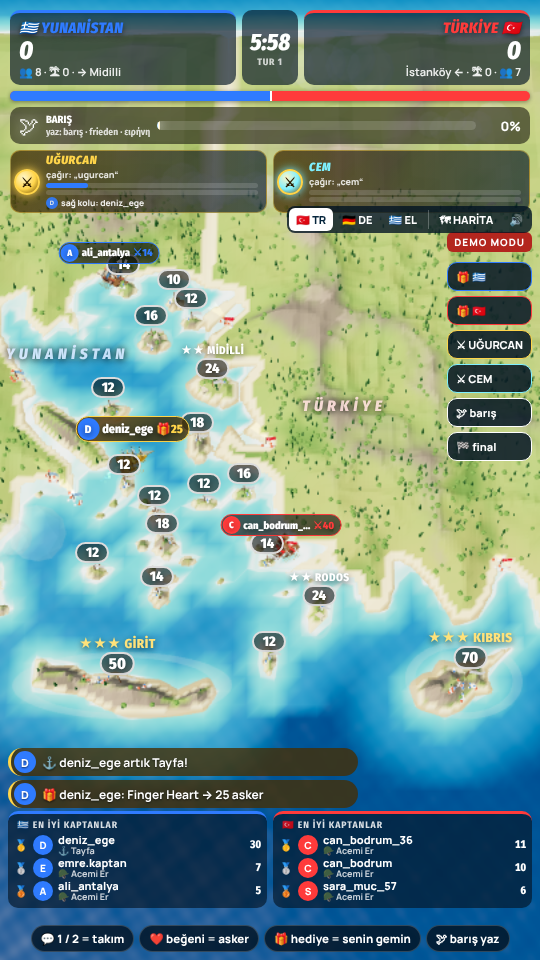 YUNANİSTAN
0
8 · 0 · → Midilli
5:58
TUR 1
TÜRKİYE
0
İstanköy ← · 0 · 7
BARIŞ
yaz: barış · frieden · ειρήνη
0%
UĞURCAN
çağır: „ugurcan“
D sağ kolu: deniz_ege
CEM
çağır: „cem“
TR DE EL HARİTA
DEMO MODU
UĞURCAN
CEM
barış
final
A ali_antalya ⚔14
14
10
12
16
YUNANİSTAN
★★ MİDİLLİ
24
12
TÜRKİYE
D deniz_ege 25
18
12
16
12
12
18
C can_bodrum_... ⚔40
14
12
14
★★ RODOS
24
★★★ GİRİT
50
12
★★★ KIBRIS
70
D deniz_ege artık Tayfa!
D deniz_ege: Finger Heart → 25 asker
EN İYİ KAPTANLAR
D deniz_ege 30
Tayfa
E emre.kaptan 7
Acemi Er
A ali_antalya 5
Acemi Er
EN İYİ KAPTANLAR
C can_bodrum_36 11
Acemi Er
C can_bodrum 10
Acemi Er
S sara_muc_57 6
Acemi Er
1 / 2 = takım
beğeni = asker
hediye = senin gemin
barış yaz